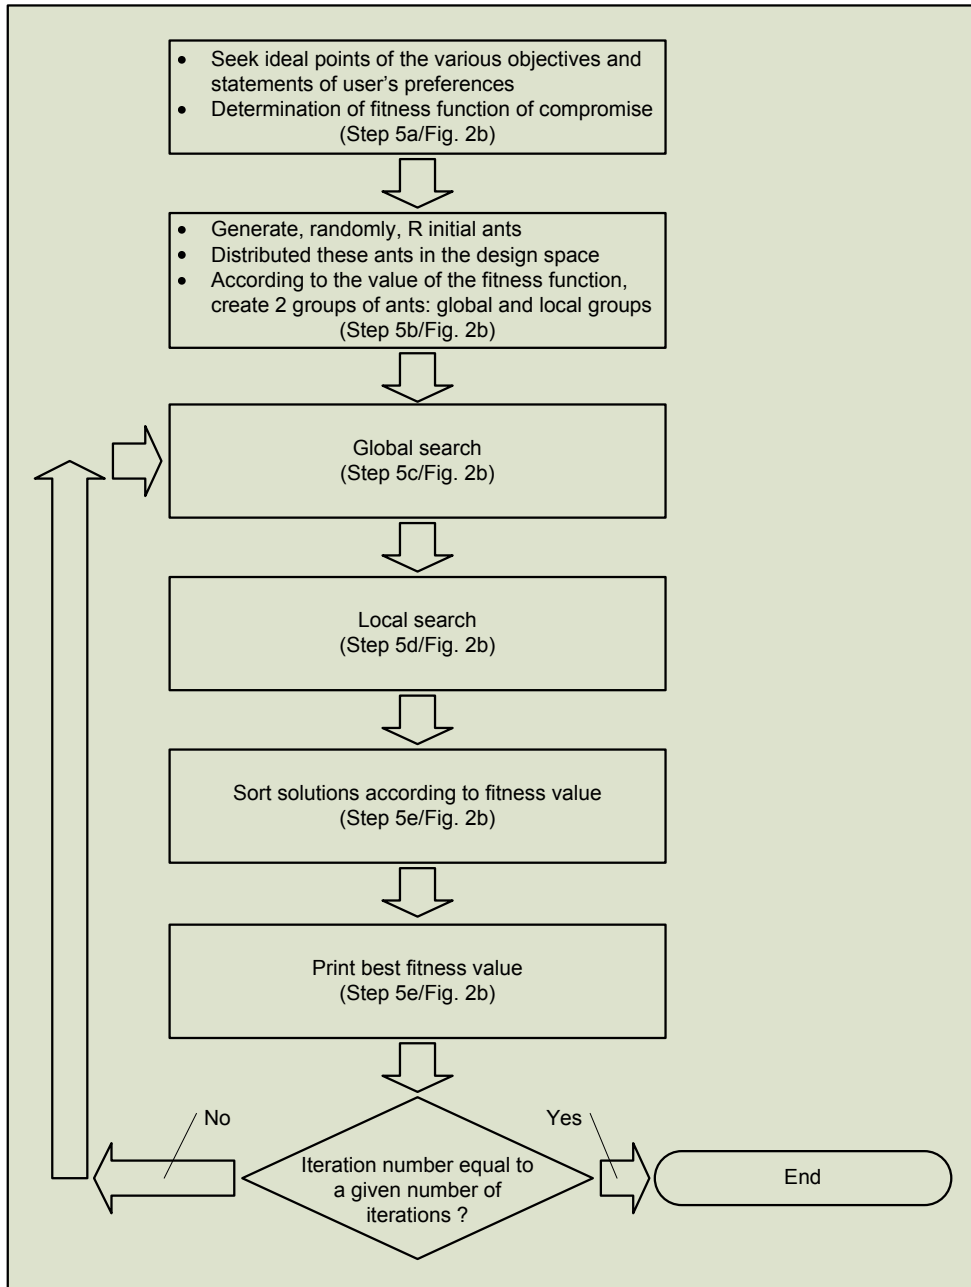 • Seek ideal points of the various objectives and
statements of user's preferences
• Determination of fitness function of compromise
(Step 5a/Fig. 2b)
• Generate, randomly, R initial ants
• Distributed these ants in the design space
• According to the value of the fitness function,
create 2 groups of ants: global and local groups
(Step 5b/Fig. 2b)
Global search
(Step 5c/Fig. 2b)
Local search
(Step 5d/Fig. 2b)
Sort solutions according to fitness value
(Step 5e/Fig. 2b)
Print best fitness value
(Step 5e/Fig. 2b)
No
Yes
Iteration number equal to
a given number of
iterations ?
End